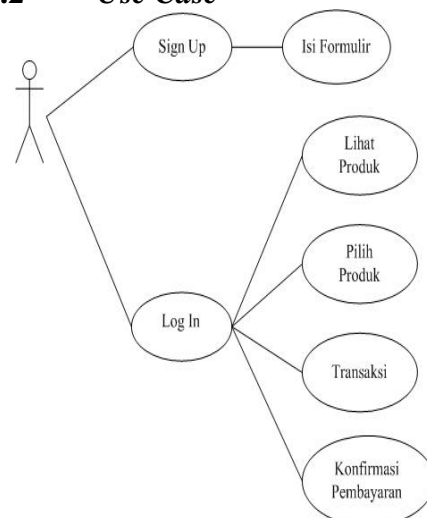 .2 Use Case
Sign Up
Isi Formulir
Lihat
Produk
Pilih
Produk
Log In
Transaksi
Konfirmasi
Pembayaran